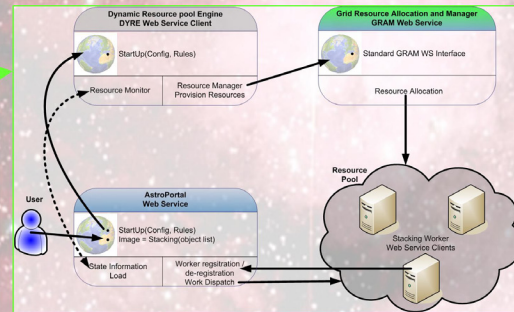 Dynamic Resource pool Engine
DYRE Web Service Client
StartUp(Config, Rules)
Resource Monitor
Resource Manager
Provision Resources
Grid Resource Allocation and Manager
GRAM Web Service
Standard GRAM WS Interface
Resource Allocation
Resource
Pool
Stacking Worker
Web Service Clients
User
AstroPortal
Web Service
StartUp(Config, Rules)
Image = Stacking(object list)
State Information
Load
Worker regsitration /
de-registration
Work Dispatch